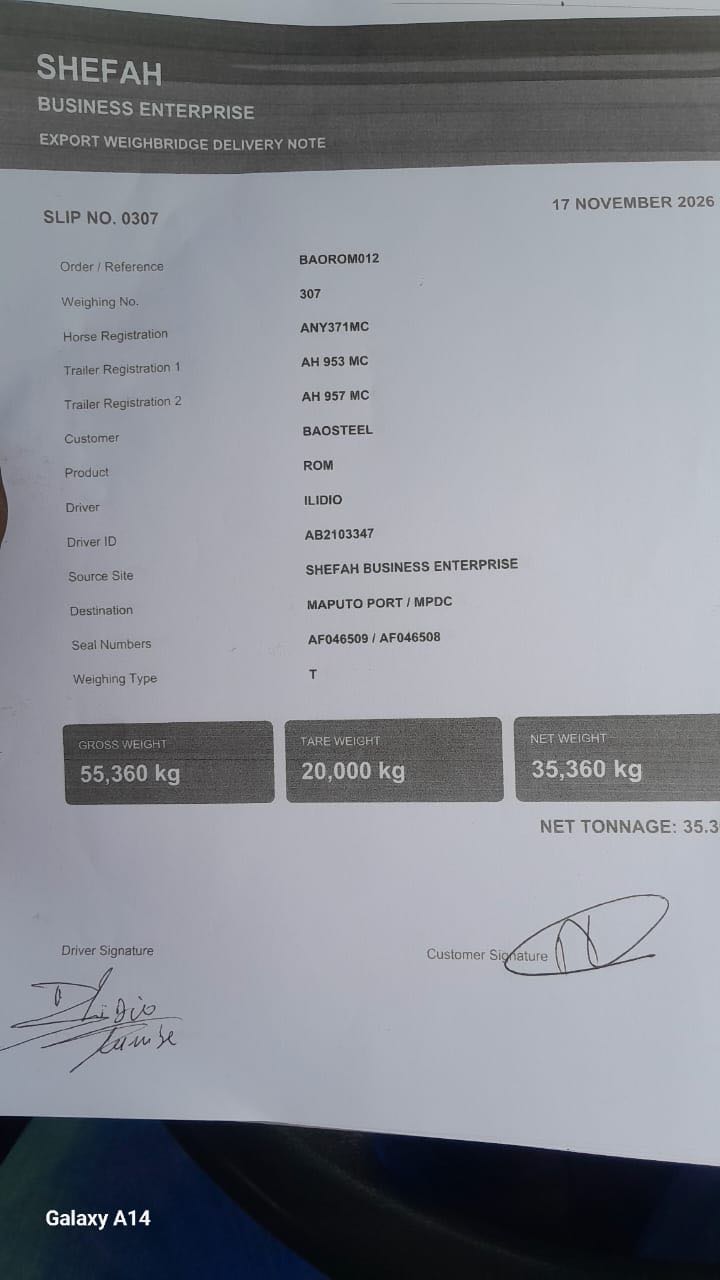 SHEFAH
BUSINESS ENTERPRISE
EXPORT WEIGHBRIDGE DELIVERY NOTE
SLIP NO. 0307
17 NOVEMBER 2026
Order / Reference BAOROM012
Weighing No. 307
Horse Registration ANY371MC
Trailer Registration 1 AH 953 MC
Trailer Registration 2 AH 957 MC
Customer BAOSTEEL
Product ROM
Driver ILIDIO
Driver ID AB2103347
Source Site SHEFAH BUSINESS ENTERPRISE
Destination MAPUTO PORT / MPDC
Seal Numbers AF046509 / AF046508
Weighing Type T
GROSS WEIGHT
55,360 kg
TARE WEIGHT
20,000 kg
NET WEIGHT
35,360 kg
NET TONNAGE: 35.3
Driver Signature
Customer Signature
Galaxy A14